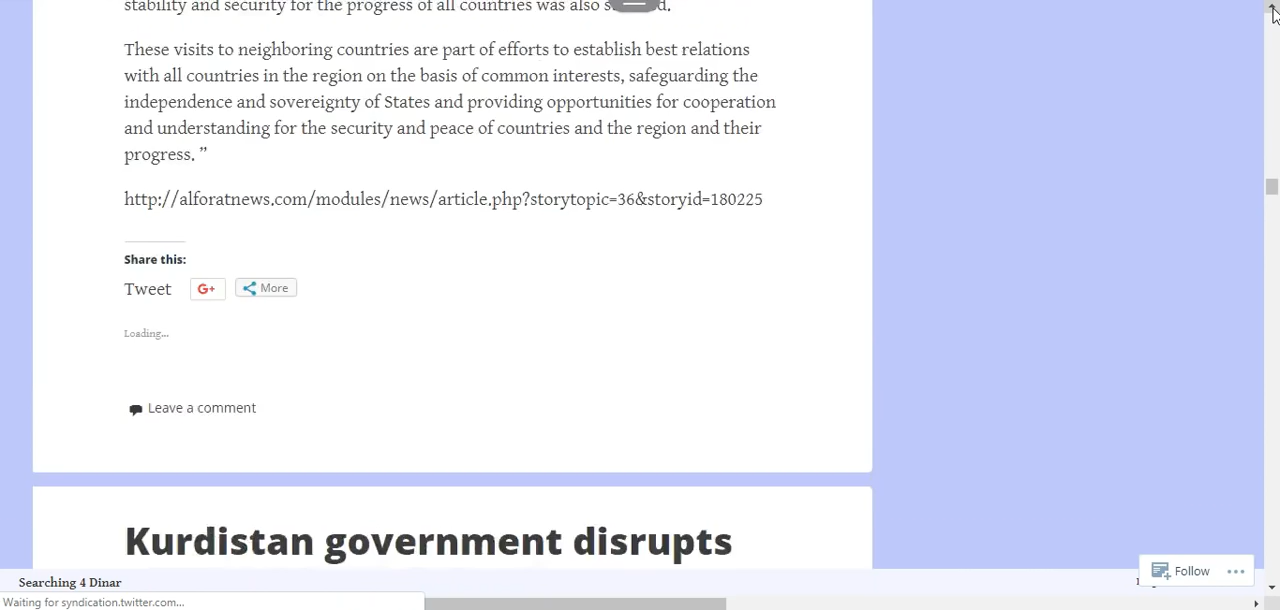 stability and security for the progress of all countries was also
These visits to neighboring countries are part of efforts to establish best relations
with all countries in the region on the basis of common interests, safeguarding the
independence and sovereignty of States and providing opportunities for cooperation
and understanding for the security and peace of countries and the region and their
progress. ”
http://alforatnews.com/modules/news/article.php?storytopic=36&storyid=180225
Share this:
Tweet
G+
More
Loading...
Leave a comment
Kurdistan government disrupts
Follow
Searching 4 Dinar
Waiting for syndication.twitter.com...